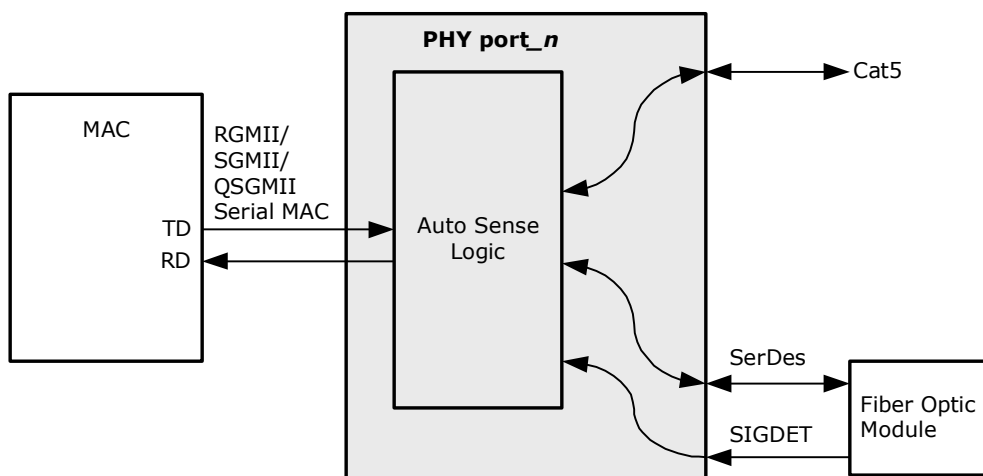 PHY port_n
Cat5
MAC
RGMII/
SGMII/
QSGMII
Serial MAC
TD
RD
Auto Sense
Logic
SerDes
SIGDET
Fiber Optic
Module